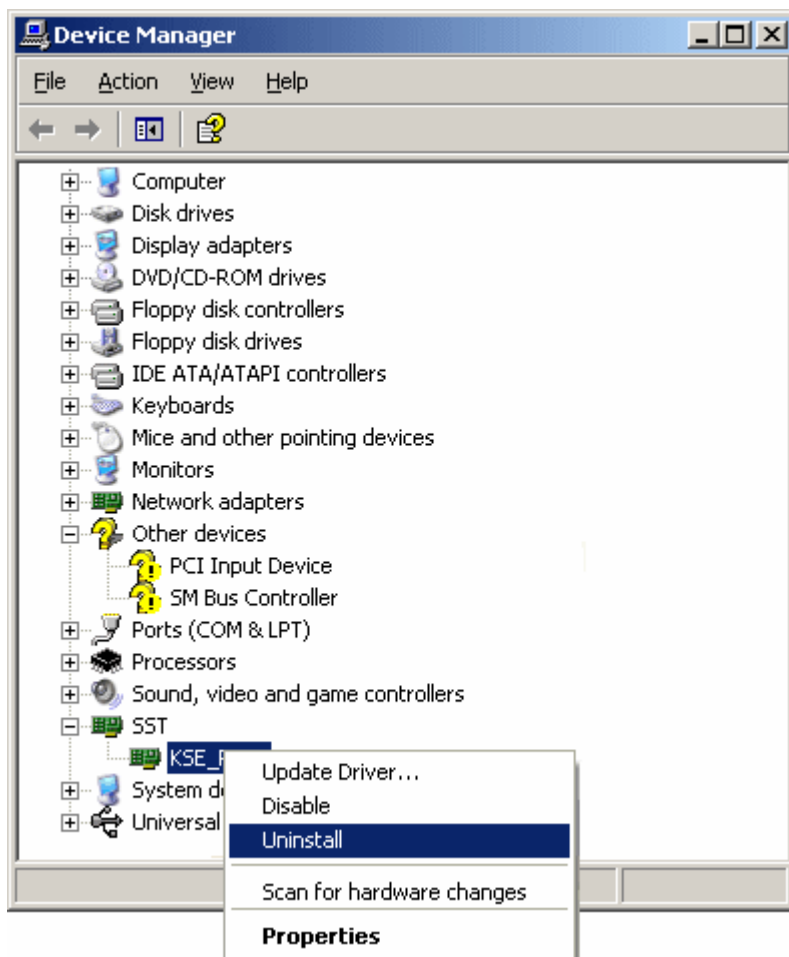 Device Manager
File Action View Help
Computer
Disk drives
Display adapters
DVD/CD-ROM drives
Floppy disk controllers
Floppy disk drives
IDE ATA/ATAPI controllers
Keyboards
Mice and other pointing devices
Monitors
Network adapters
Other devices
PCI Input Device
SM Bus Controller
Ports (COM & LPT)
Processors
Sound, video and game controllers
SST
KSE_
System
Universal
Update Driver...
Disable
Uninstall
Scan for hardware changes
Properties